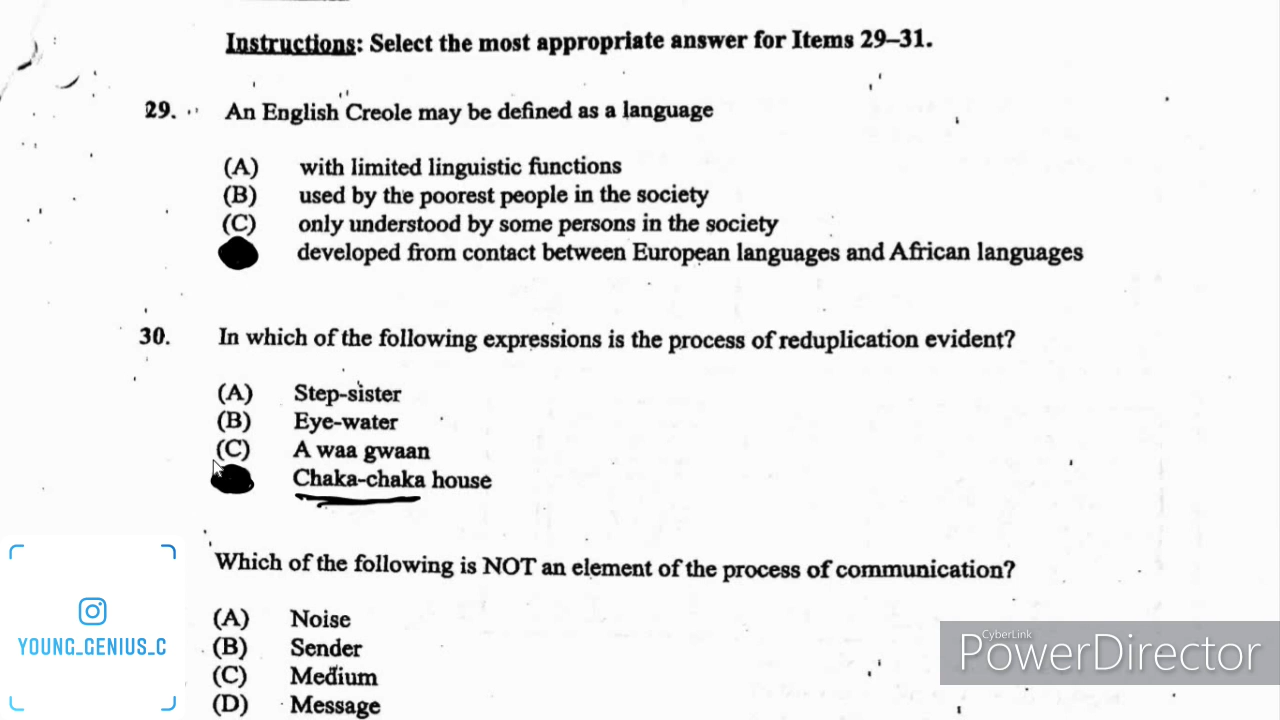 Instructions: Select the most appropriate answer for Items 29–31.
29. An English Creole may be defined as a language
(A) with limited linguistic functions
(B) used by the poorest people in the society
(C) only understood by some persons in the society
developed from contact between European languages and African languages
30. In which of the following expressions is the process of reduplication evident?
(A) Step-sister
(B) Eye-water
(C) A waa gwaan
Chaka-chaka house
Which of the following is NOT an element of the process of communication?
(A) Noise
(B) Sender
(C) Medium
(D) Message
YOUNG_GENIUS_C
CyberLink
PowerDirector